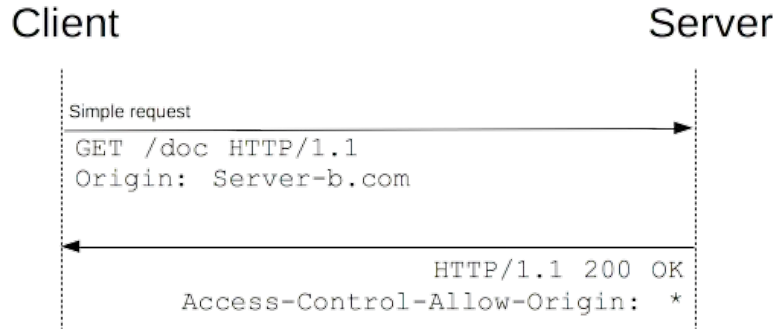 Client Server
Simple request
GET /doc HTTP/1.1
Origin: Server-b.com
HTTP/1.1 200 OK
Access-Control-Allow-Origin: *